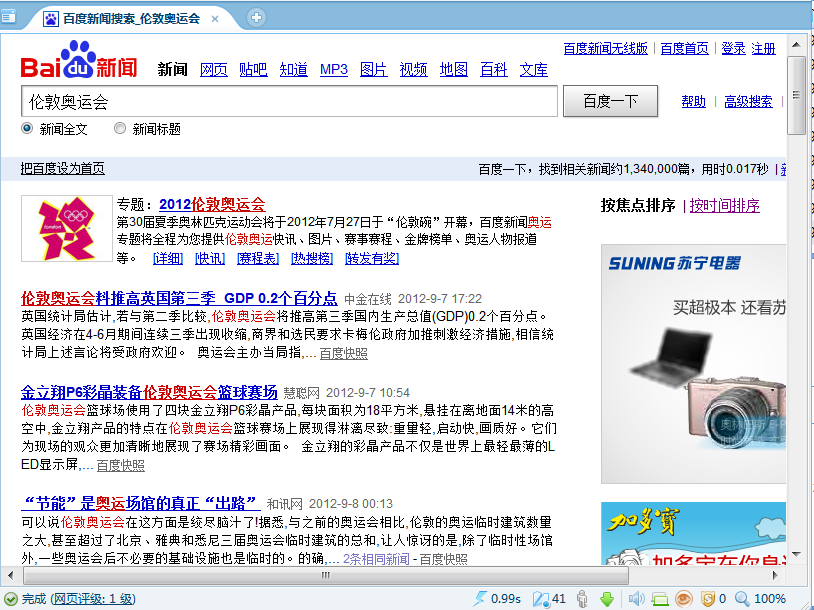 百度新闻搜索_伦敦奥运会
百度新闻无线版 | 百度首页 | 登录 注册
Bai du 新闻
新闻 网页 贴吧 知道 MP3 图片 视频 地图 百科 文库
伦敦奥运会
百度一下
帮助 | 高级搜索 |
新闻全文 新闻标题
把百度设为首页
百度一下，找到相关新闻约1,340,000篇，用时0.017秒 |
london
专题：2012伦敦奥运会
第30届夏季奥林匹克运动会将于2012年7月27日于“伦敦碗”开幕，百度新闻奥运
专题将全程为您提供伦敦奥运快讯、图片、赛事赛程、金牌榜单、奥运人物报道
等。 [详细] [快讯] [赛程表] [热搜榜] [转发有奖]
按焦点排序 | 按时间排序
伦敦奥运会料推高英国第三季 GDP 0.2个百分点 中金在线 2012-9-7 17:22
英国统计局估计,若与第二季比较,伦敦奥运会将推高第三季国内生产总值(GDP)0.2个百分点。
英国经济在4-6月期间连续三季出现收缩,商界和选民要求卡梅伦政府加推刺激经济措施,相信统
计局上述言论将受政府欢迎。 奥运会主办当局指,... 百度快照
金立翔P6彩晶装备伦敦奥运会篮球赛场 慧聪网 2012-9-7 10:54
伦敦奥运会篮球场使用了四块金立翔P6彩晶产品,每块面积为18平方米,悬挂在离地面14米的高
空中,金立翔产品的特点在伦敦奥运会篮球赛场上展现得淋离尽致:重量轻,启动快,画质好。它们
为现场的观众更加清晰地展现了赛场精彩画面。 金立翔的彩晶产品不仅是世界上最轻最薄的L
ED显示屏,... 百度快照
“节能”是奥运场馆的真正“出路” 和讯网 2012-9-8 00:13
可以说伦敦奥运会在这方面是绞尽脑汁了!据悉,与之前的奥运会相比,伦敦的奥运临时建筑数量
之大,甚至超过了北京、雅典和悉尼三届奥运会临时建筑的总和,让人惊讶的是,除了临时性场馆
外,一些奥运会后不必要的基础设施也是临时的。的确,... 2条相同新闻 - 百度快照
SUNING 苏宁电器
买超极本 还看苏
加多寶
加多宝在你身
完成 (网页评级: 1 级)
0.99s 41 0 100%